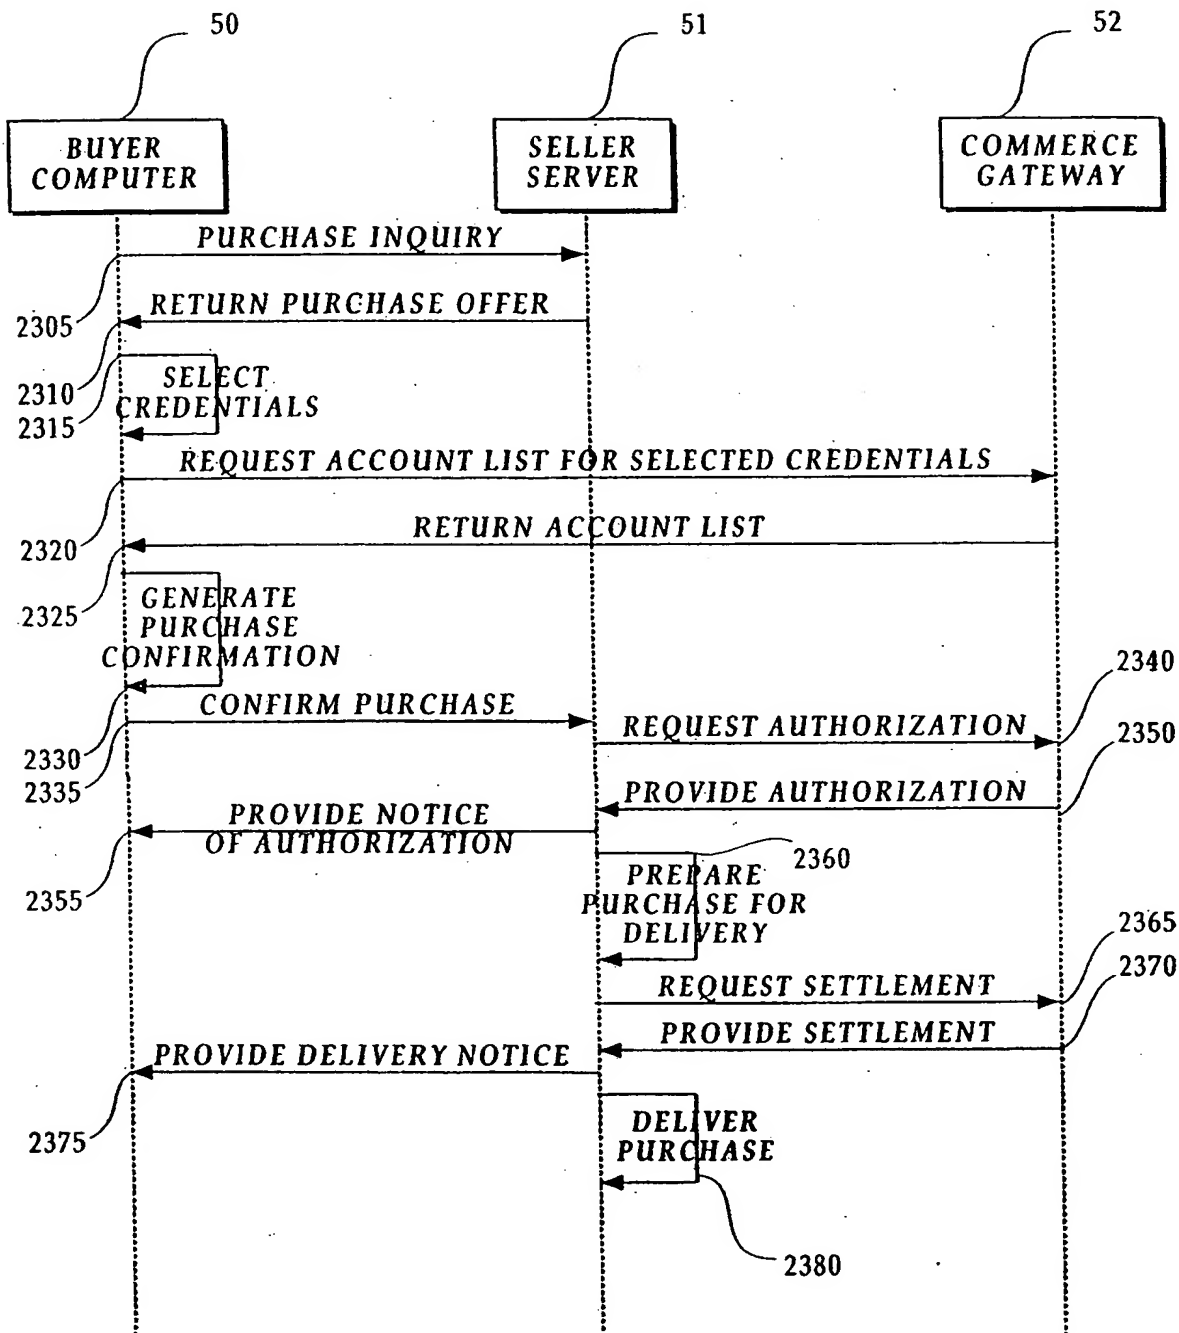 50
51
52
BUYER
COMPUTER
SELLER
SERVER
COMMERCE
GATEWAY
PURCHASE INQUIRY
2305
RETURN PURCHASE OFFER
2310
SELECT
CREDENTIALS
2315
REQUEST ACCOUNT LIST FOR SELECTED CREDENTIALS
2320
RETURN ACCOUNT LIST
2325
GENERATE
PURCHASE
CONFIRMATION
2330
CONFIRM PURCHASE
2335
REQUEST AUTHORIZATION
2340
PROVIDE AUTHORIZATION
2350
PROVIDE NOTICE
OF AUTHORIZATION
2355
2360
PREPARE
PURCHASE FOR
DELIVERY
REQUEST SETTLEMENT
2365
PROVIDE SETTLEMENT
2370
PROVIDE DELIVERY NOTICE
2375
DELIVER
PURCHASE
2380